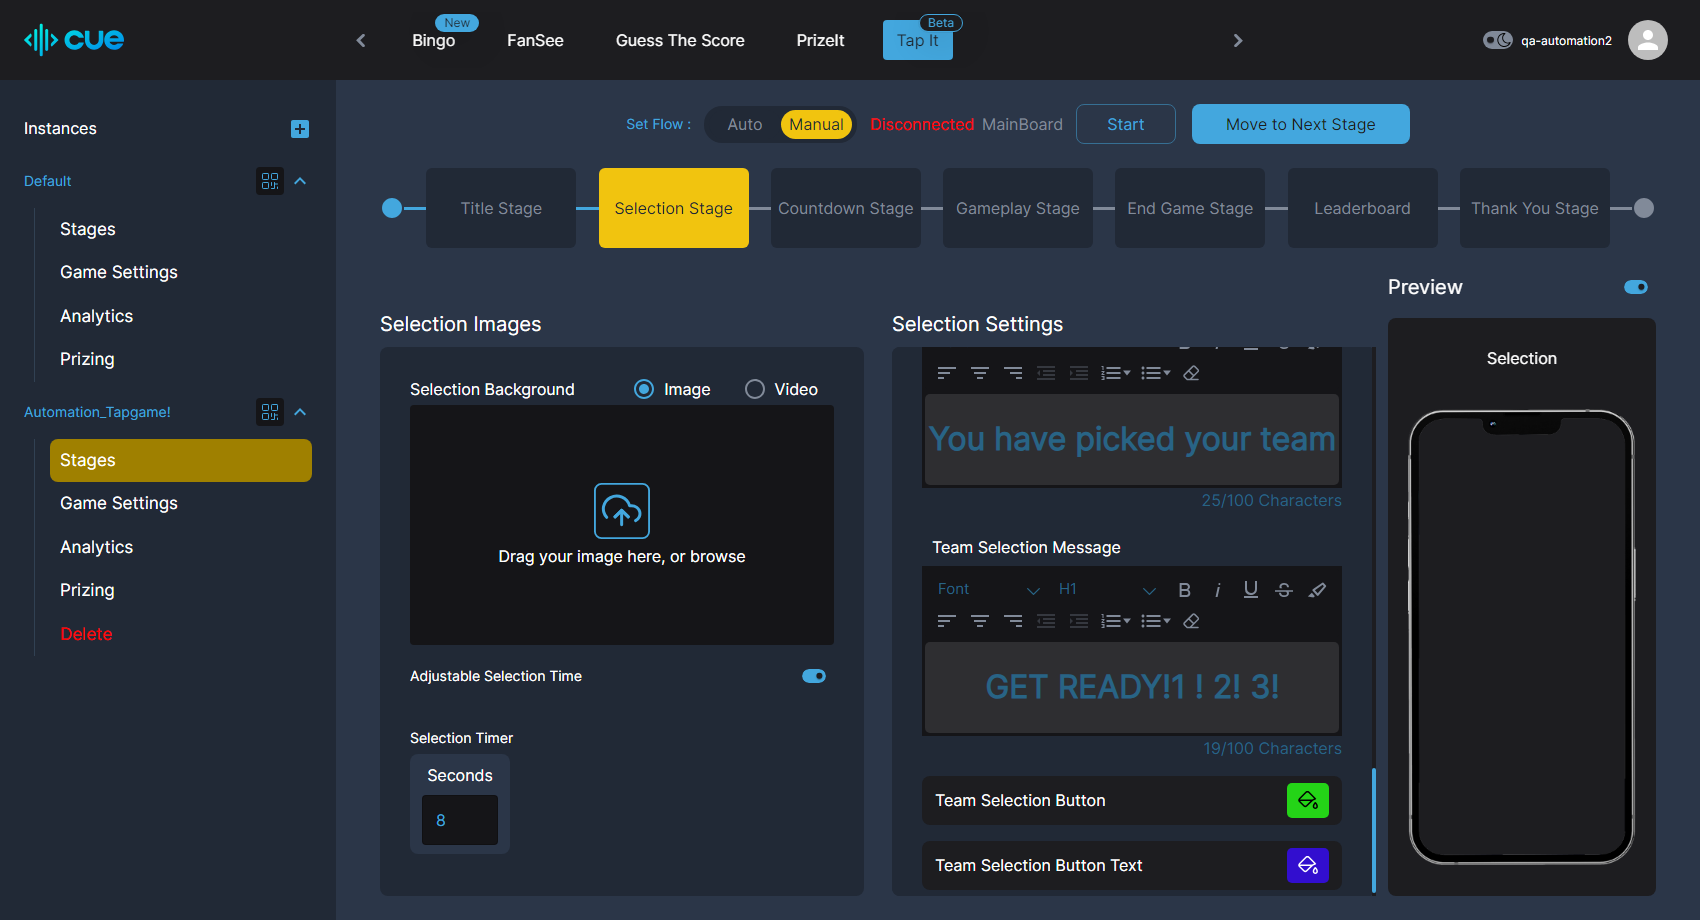 cue
Bingo
New
FanSee
Guess The Score
PrizeIt
Tap It
Beta
qa-automation2
Instances
Default
Stages
Game Settings
Analytics
Prizing
Automation_Tapgame!
Stages
Game Settings
Analytics
Prizing
Delete
Set Flow :
Auto
Manual
Disconnected MainBoard
Start
Move to Next Stage
Title Stage
Selection Stage
Countdown Stage
Gameplay Stage
End Game Stage
Leaderboard
Thank You Stage
Selection Images
Selection Background
Image
Video
Drag your image here, or browse
Adjustable Selection Time
Selection Timer
Seconds
8
Selection Settings
You have picked your team
25/100 Characters
Team Selection Message
Font
H1
B
i
U
S
GET READY!1 ! 2! 3!
19/100 Characters
Team Selection Button
Team Selection Button Text
Preview
Selection